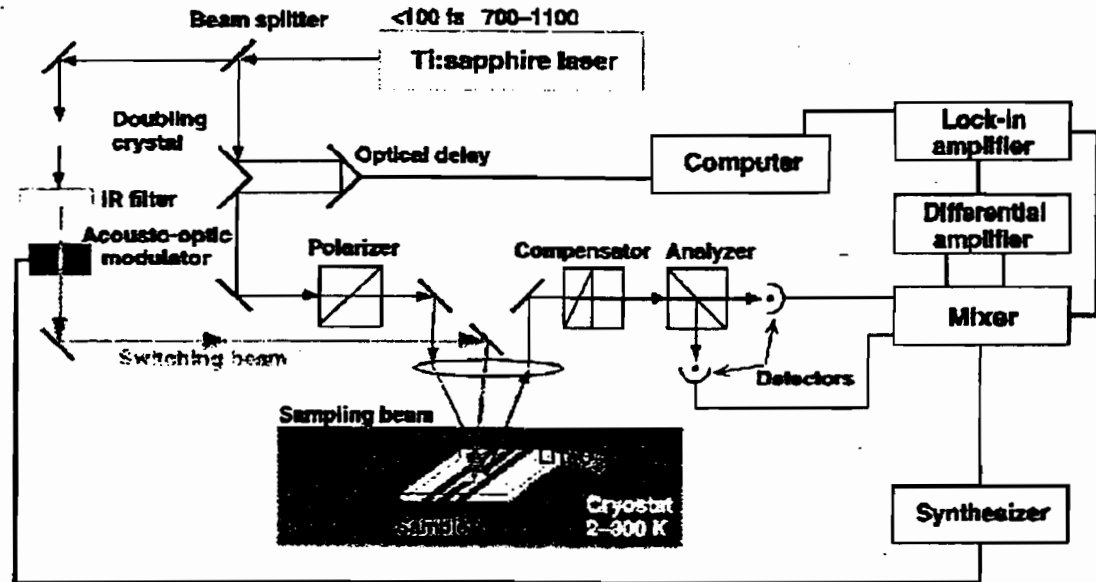 Beam splitter
<100 fs 700–1100
Ti:sapphire laser
Doubling
crystal
Optical delay
Computer
Lock-in
amplifier
IR filter
Differential
amplifier
Acousto-optic
modulator
Polarizer
Compensator
Analyzer
Mixer
Switching beam
Detectors
Sampling beam
Sample
Cryostat
2–300 K
Synthesizer